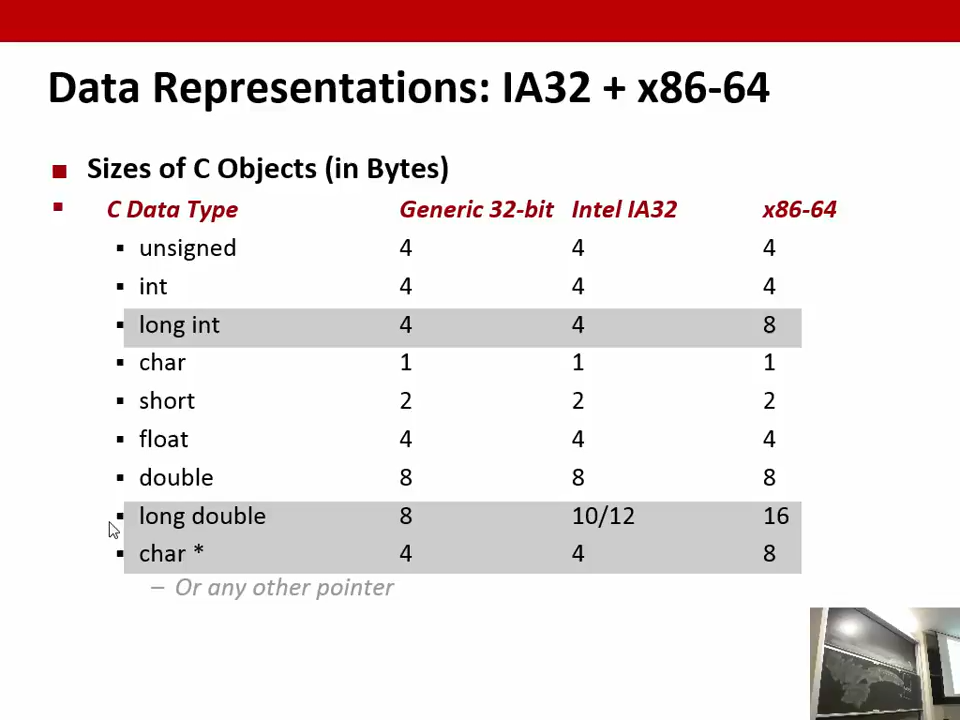 Data Representations: IA32 + x86-64
Sizes of C Objects (in Bytes)
C Data Type Generic 32-bit Intel IA32 x86-64
unsigned 4 4 4
int 4 4 4
long int 4 4 8
char 1 1 1
short 2 2 2
float 4 4 4
double 8 8 8
long double 8 10/12 16
char * 4 4 8
– Or any other pointer